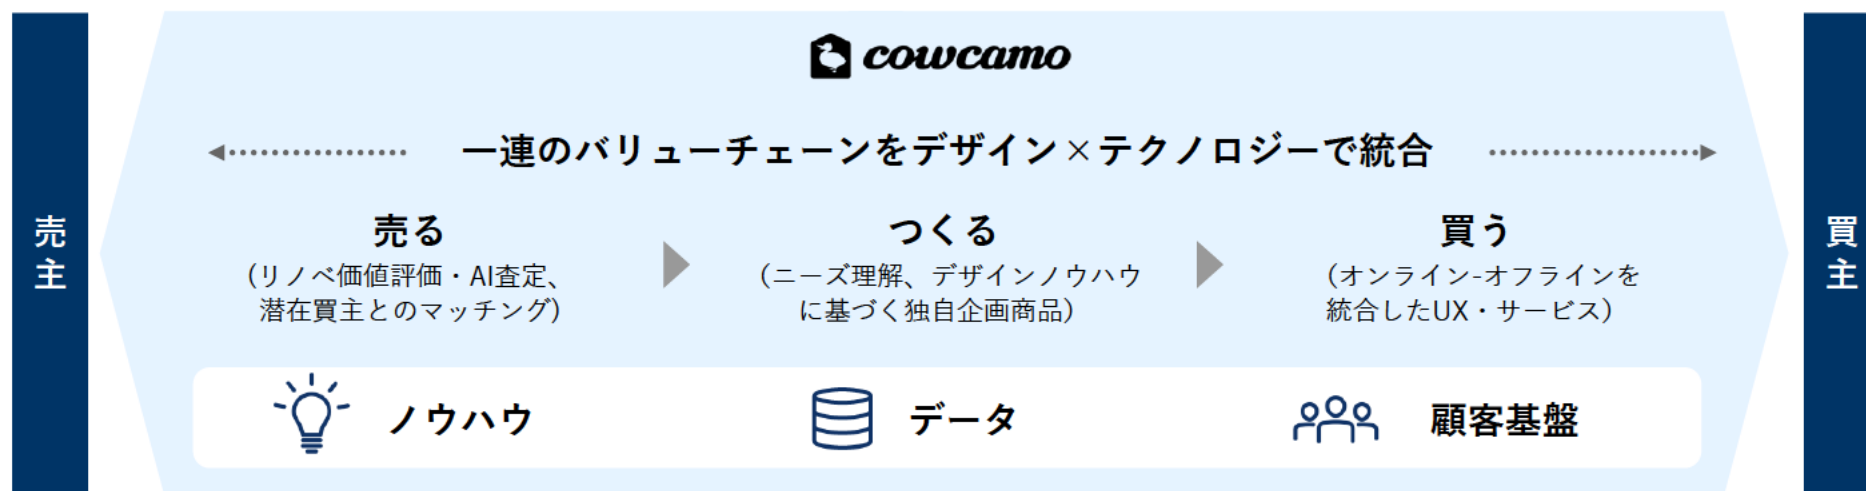 cowcamo
一連のバリューチェーンをデザイン×テクノロジーで統合
売主
売る
(リノベ価値評価・AI査定、
潜在買主とのマッチング)
つくる
(ニーズ理解、デザインノウハウ
に基づく独自企画商品)
買う
(オンライン-オフラインを
統合したUX・サービス)
買主
ノウハウ
データ
顧客基盤